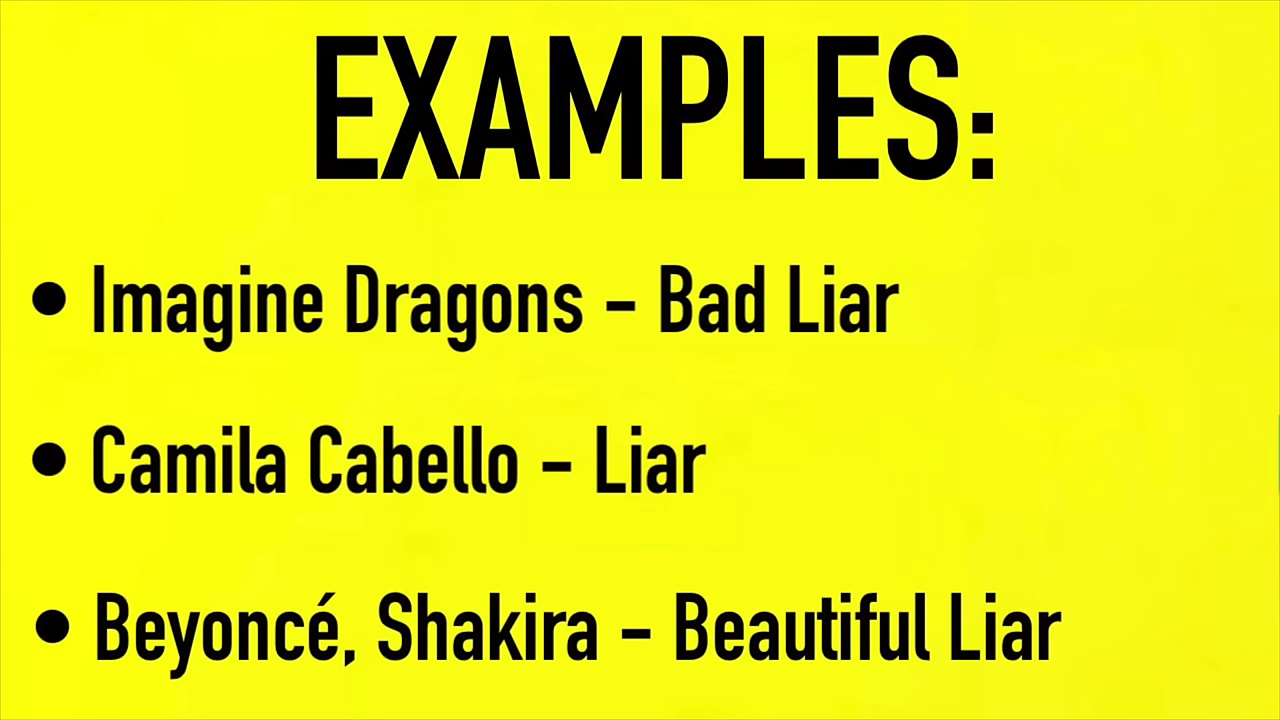 EXAMPLES:
• Imagine Dragons – Bad Liar
• Camila Cabello – Liar
• Beyoncé, Shakira – Beautiful Liar